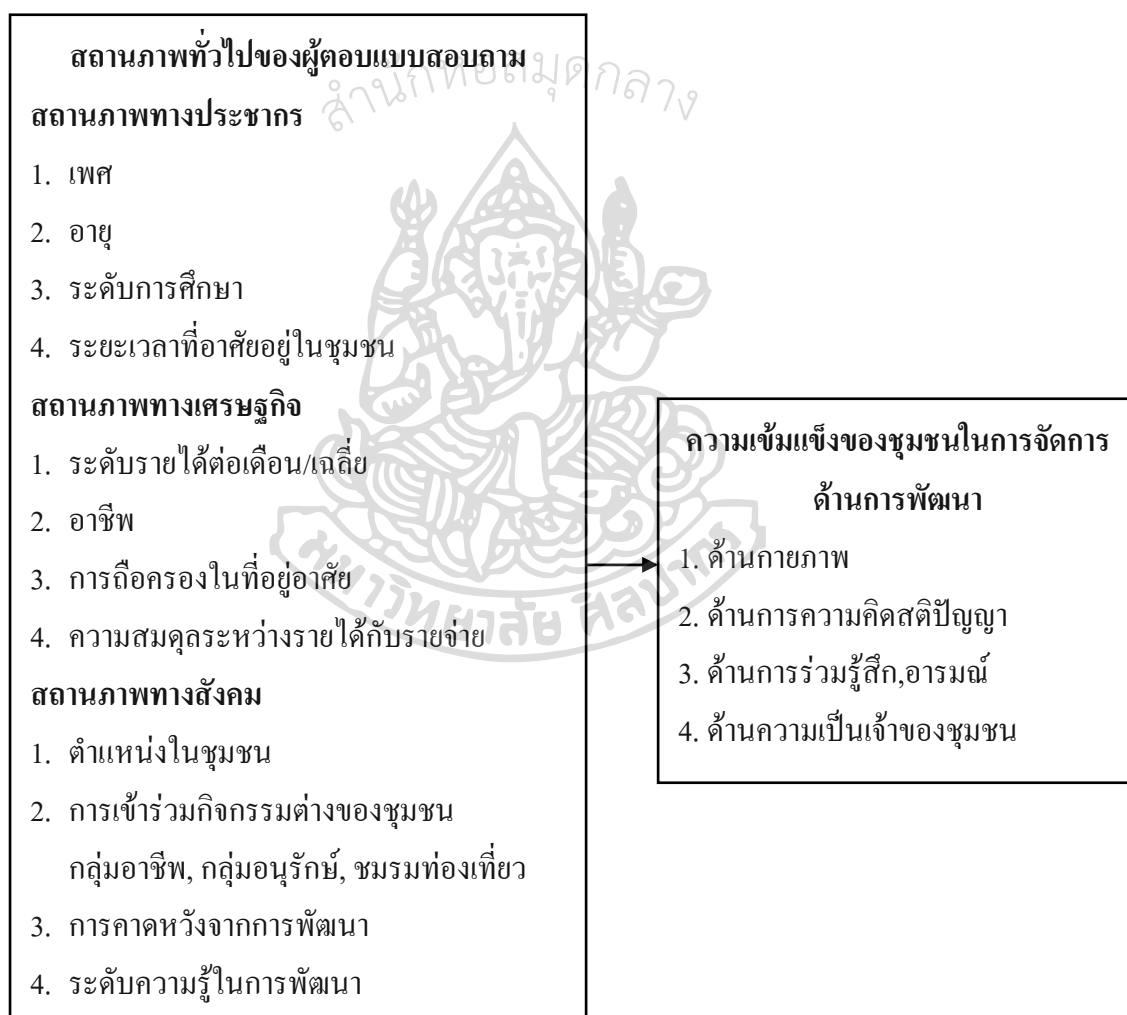 สถานภาพทั่วไปของผู้ตอบแบบสอบถาม
สำนักหอสมุดกลาง
สถานภาพทางประชากร
1. เพศ
2. อายุ
3. ระดับการศึกษา
4. ระยะเวลาที่อาศัยอยู่ในชุมชน
สถานภาพทางเศรษฐกิจ
1. ระดับรายได้ต่อเดือน/เฉลี่ย
2. อาชีพ
3. การถือครองในที่อยู่อาศัย
4. ความสมดุลระหว่างรายได้กับรายจ่าย
มหาวิทยาลัย ศิลปากร
สถานภาพทางสังคม
1. ตำแหน่งในชุมชน
2. การเข้าร่วมกิจกรรมต่างของชุมชน
กลุ่มอาชีพ, กลุ่มอนุรักษ์, ชมรมท่องเที่ยว
3. การคาดหวังจากการพัฒนา
4. ระดับความรู้ในการพัฒนา
ความเข้มแข็งของชุมชนในการจัดการ
ด้านการพัฒนา
1. ด้านกายภาพ
2. ด้านการความคิดสติปัญญา
3. ด้านการร่วมรู้สึก,อารมณ์
4. ด้านความเป็นเจ้าของชุมชน